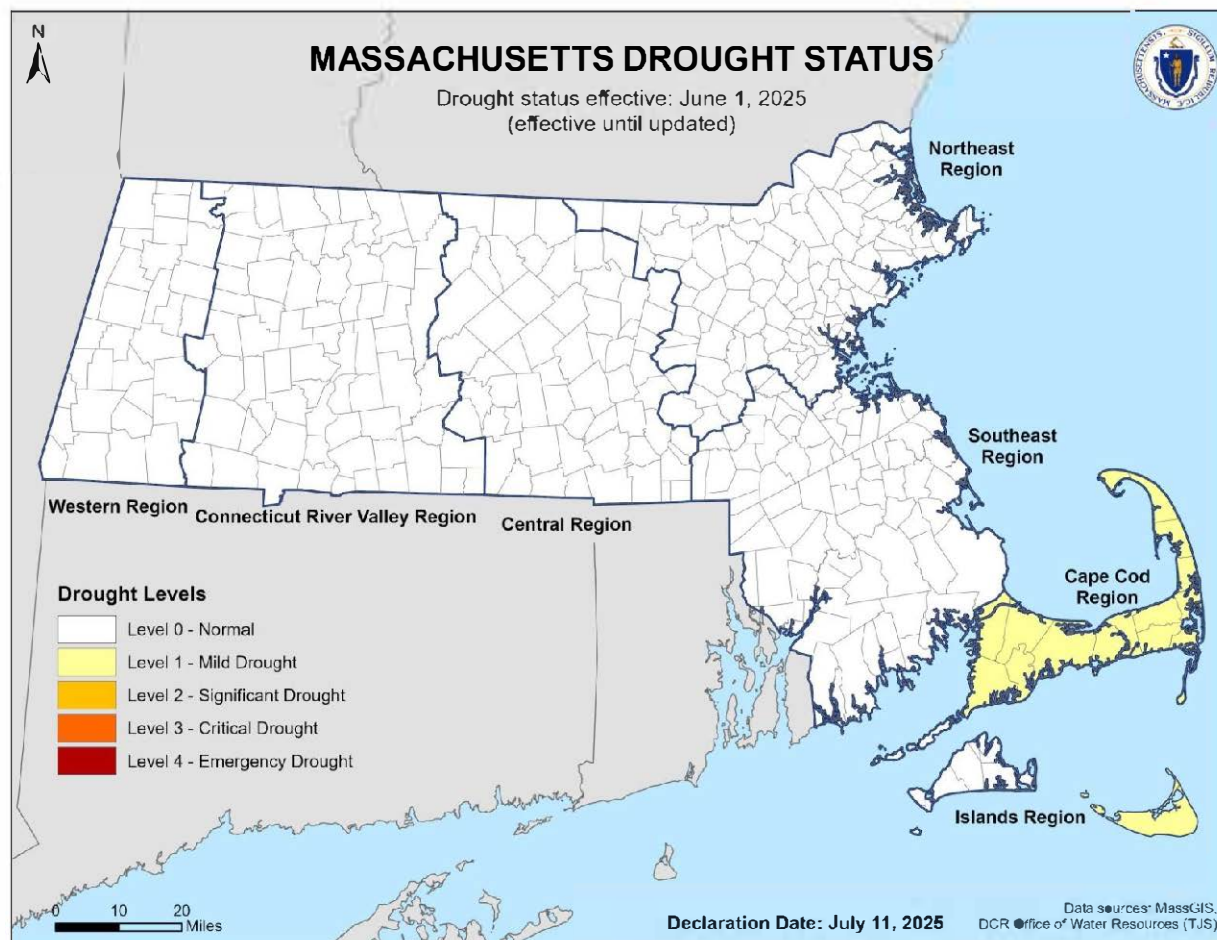 N
MASSACHUSETTS DROUGHT STATUS
Drought status effective: June 1, 2025
(effective until updated)
Northeast
Region
Southeast
Region
Western Region
Connecticut River Valley Region
Central Region
Cape Cod
Region
Drought Levels
Level 0 - Normal
Level 1 - Mild Drought
Level 2 - Significant Drought
Level 3 - Critical Drought
Level 4 - Emergency Drought
Islands Region
0 10 20
Miles
Declaration Date: July 11, 2025
Data sources: MassGIS,
DCR Office of Water Resources (TJS)